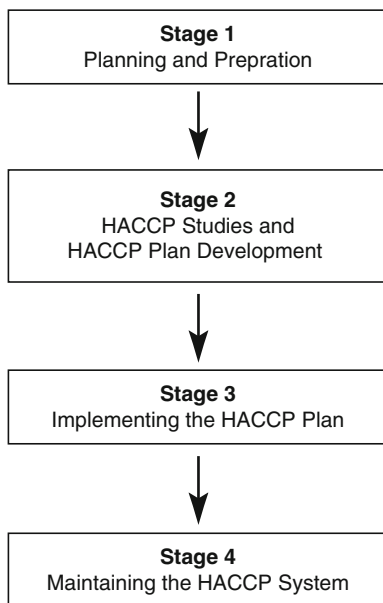 Stage 1
Planning and Prepration
Stage 2
HACCP Studies and
HACCP Plan Development
Stage 3
Implementing the HACCP Plan
Stage 4
Maintaining the HACCP System